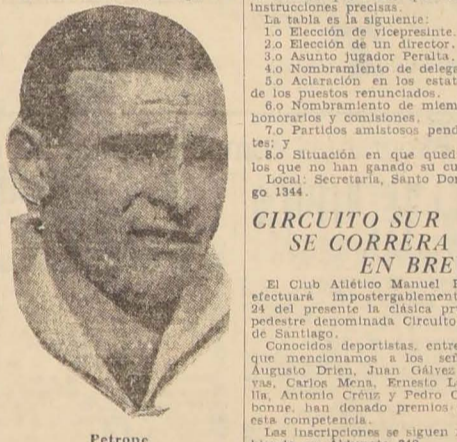 instrucciones precisas.
La tabla es la siguiente:
1.o Elección de vicepresinte.
2.o Elección de un director.
3.o Asunto jugador Peralta.
4.o Nombramiento de delega
5.o Aclaración en los estat
de los puestos renunciados.
6.o Nombramiento de miem
honorarios y comisiones.
7.o Partidos amistosos pend
tes; y
8.o Situación en que qued
los que no han ganado su cu
Local: Secretaría, Santo Dom
go 1344.
CIRCUITO SUR
SE CORRERA
EN BRE
El Club Atlético Manuel
efectuará impostergablement
24 del presente la clásica pr
pedestre denominada Circuito
de Santiago.
Conocidos deportistas, entre
que mencionamos a los señ
Augusto Drien, Juan Gálvez
vas, Carlos Mena, Ernesto
lla, Antonio Créuz y Pedro C
bonne, han donado premios
esta competencia.
Las inscripciones se siguen
Petrone